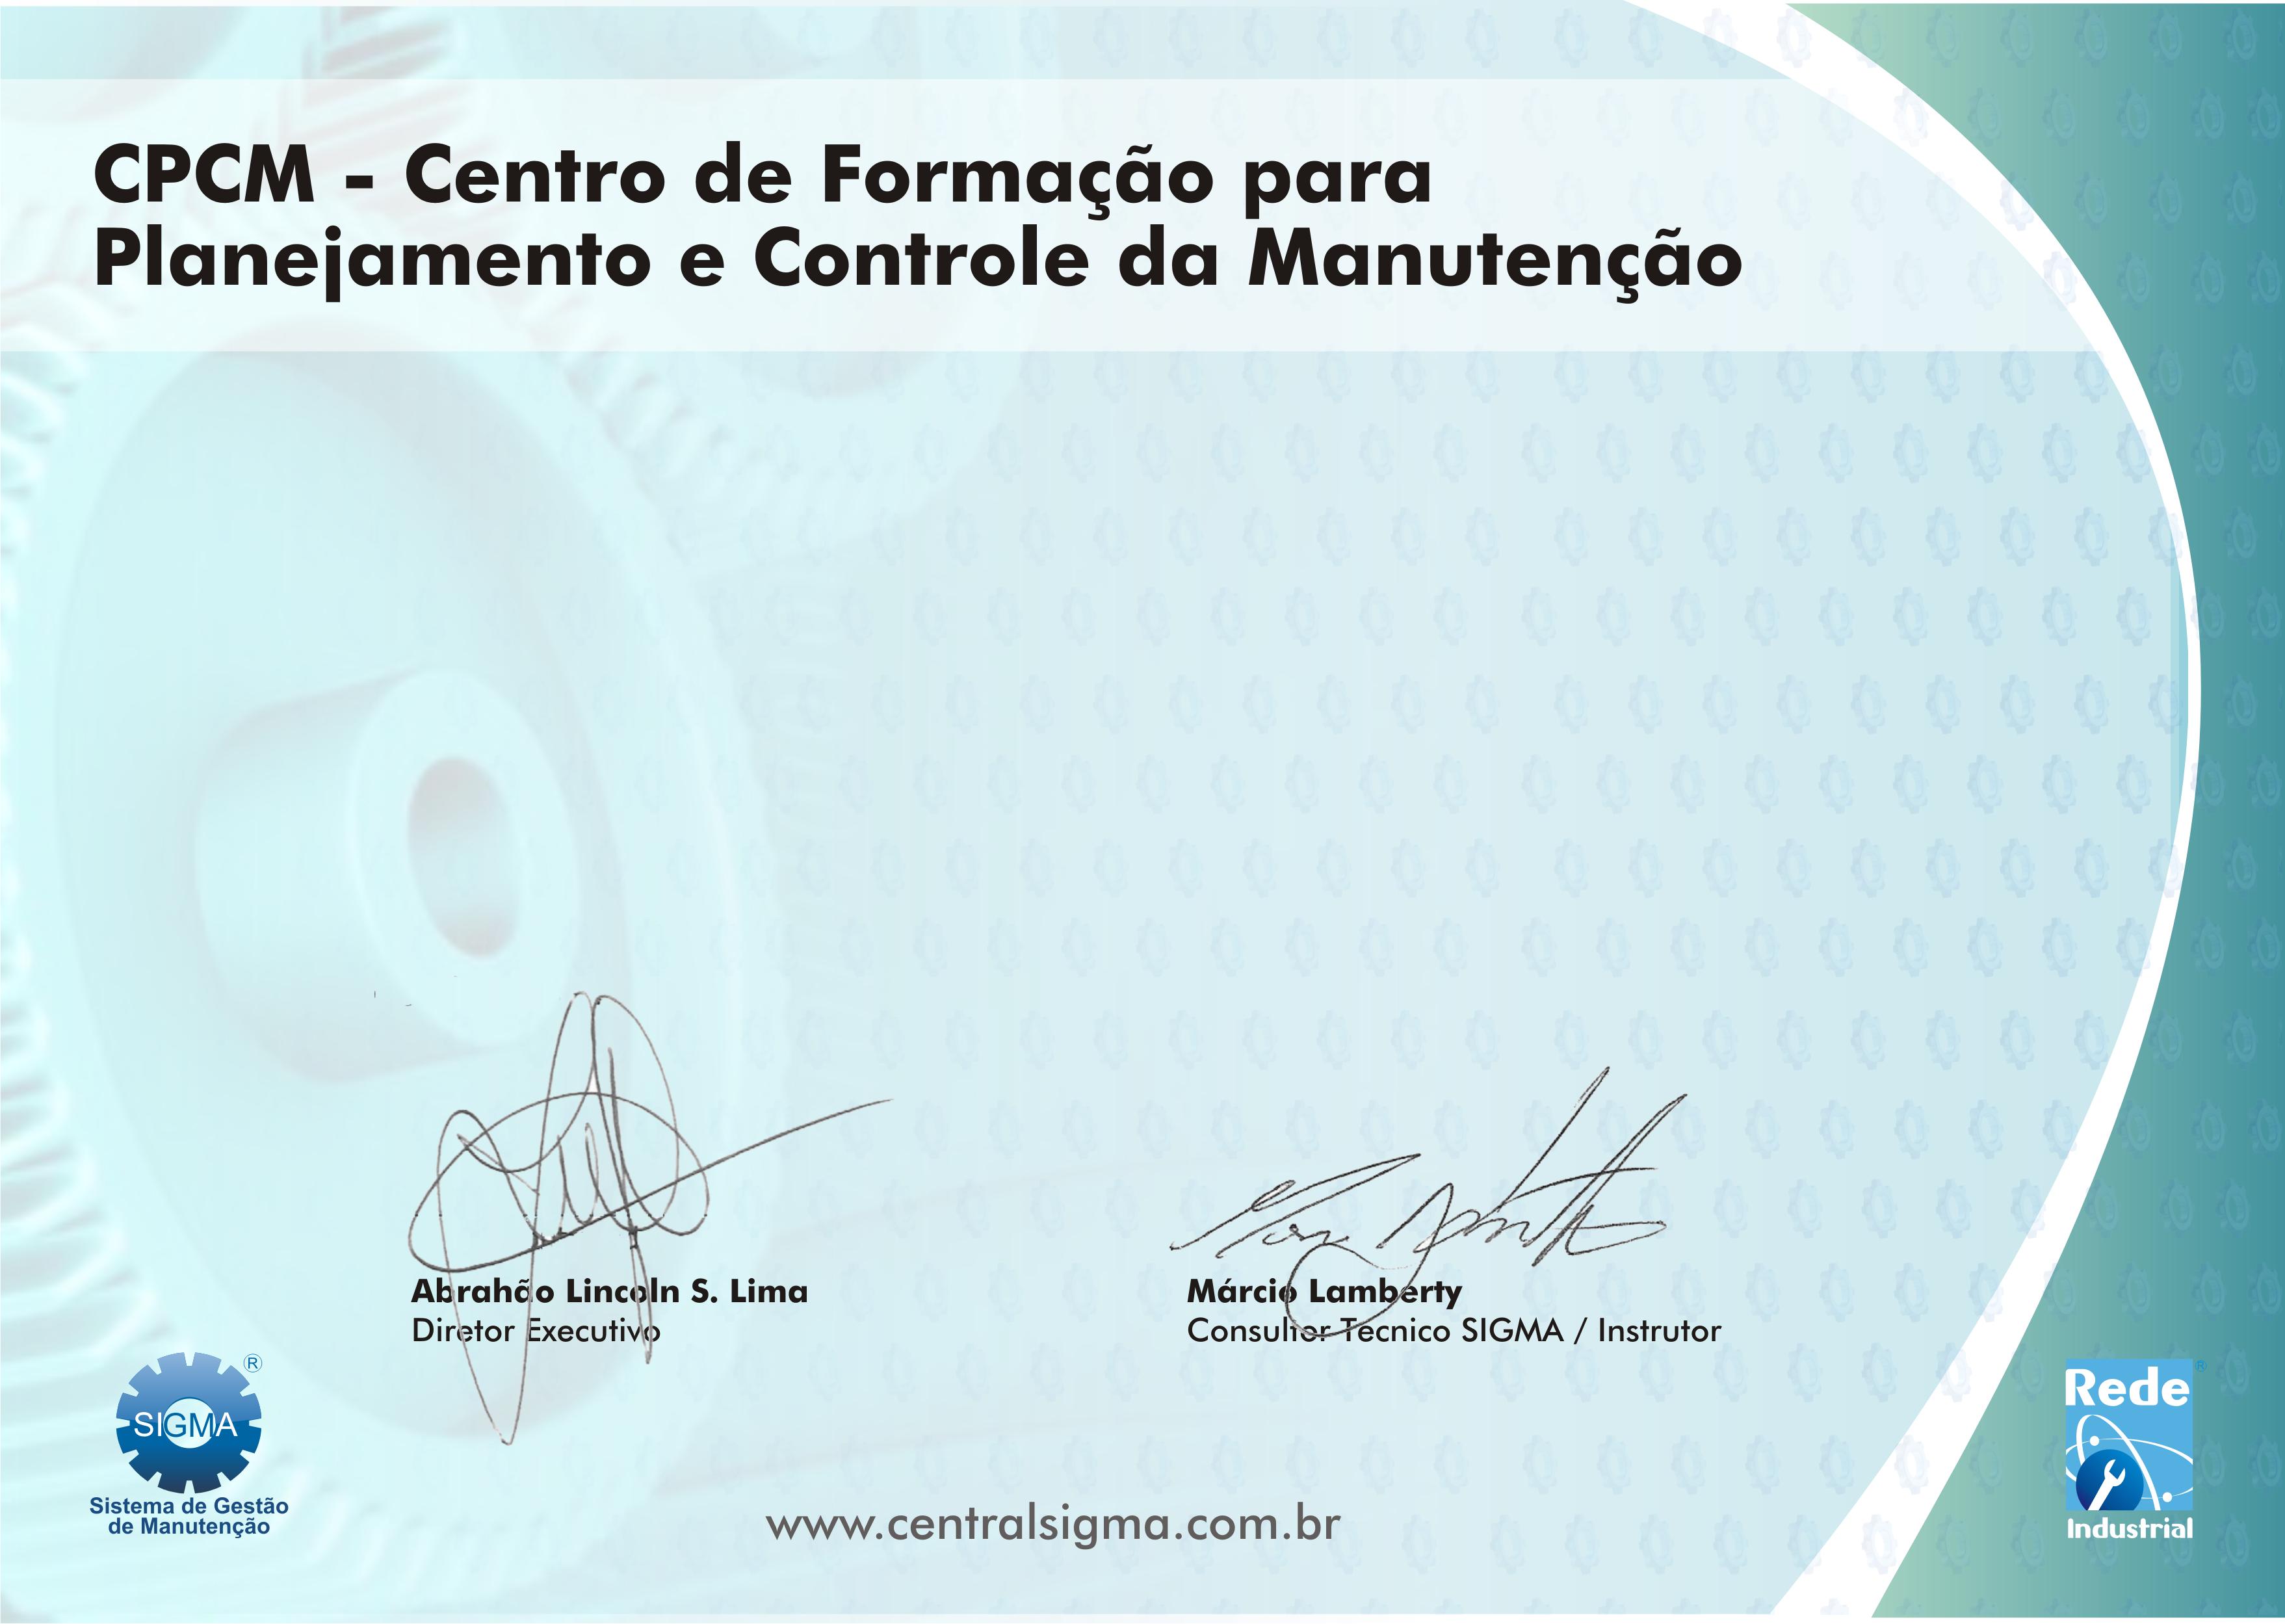 CPCM - Centro de Formação para
Planejamento e Controle da Manutenção
Abrahão Lincoln S. Lima
Diretor Executivo
Márcio Lamberty
Consultor Tecnico SIGMA / Instrutor
SIGMA
®
Sistema de Gestão
de Manutenção
www.centralsigma.com.br
Rede
®
Industrial